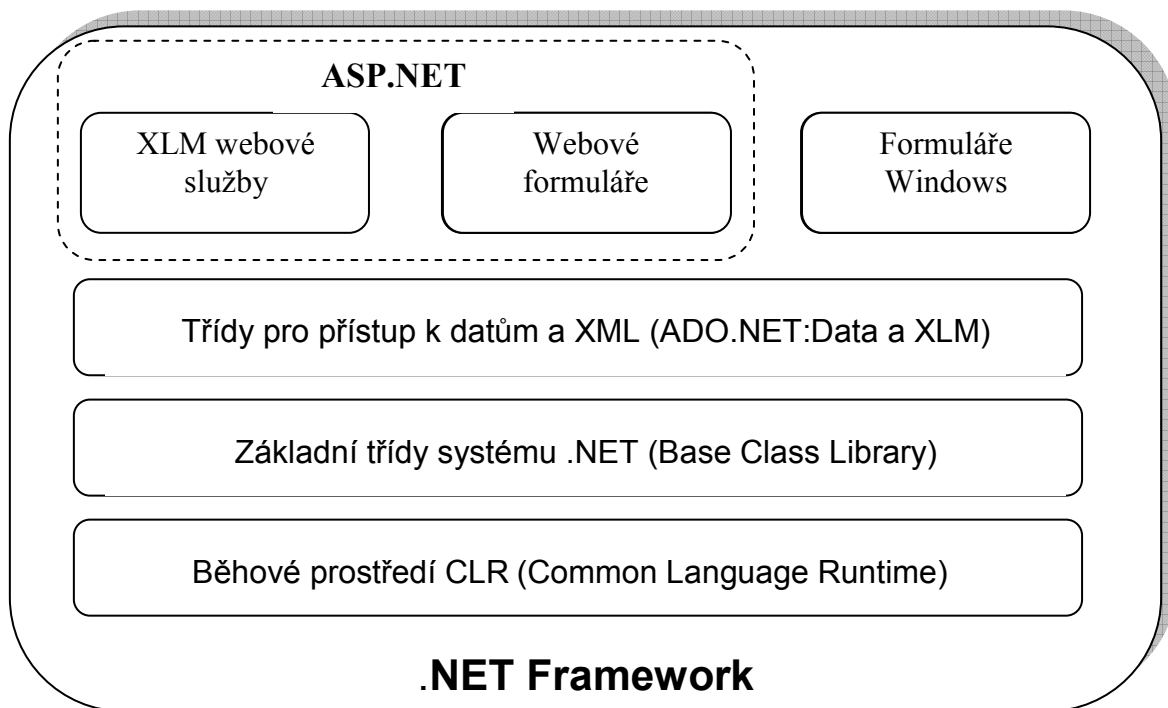 ASP.NET
XLM webové
služby
Webové
formuláře
Formuláře
Windows
Třídy pro přístup k datům a XML (ADO.NET:Data a XLM)
Základní třídy systému .NET (Base Class Library)
Běhové prostředí CLR (Common Language Runtime)
.NET Framework